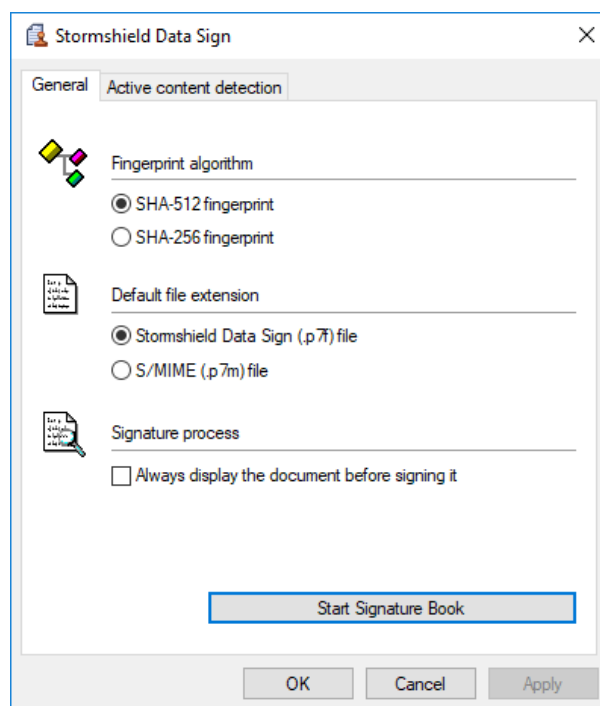 Stormshield Data Sign
General
Active content detection
Fingerprint algorithm
SHA-512 fingerprint
SHA-256 fingerprint
Default file extension
Stormshield Data Sign (.p7f) file
S/MIME (.p7m) file
Signature process
Always display the document before signing it
Start Signature Book
OK
Cancel
Apply